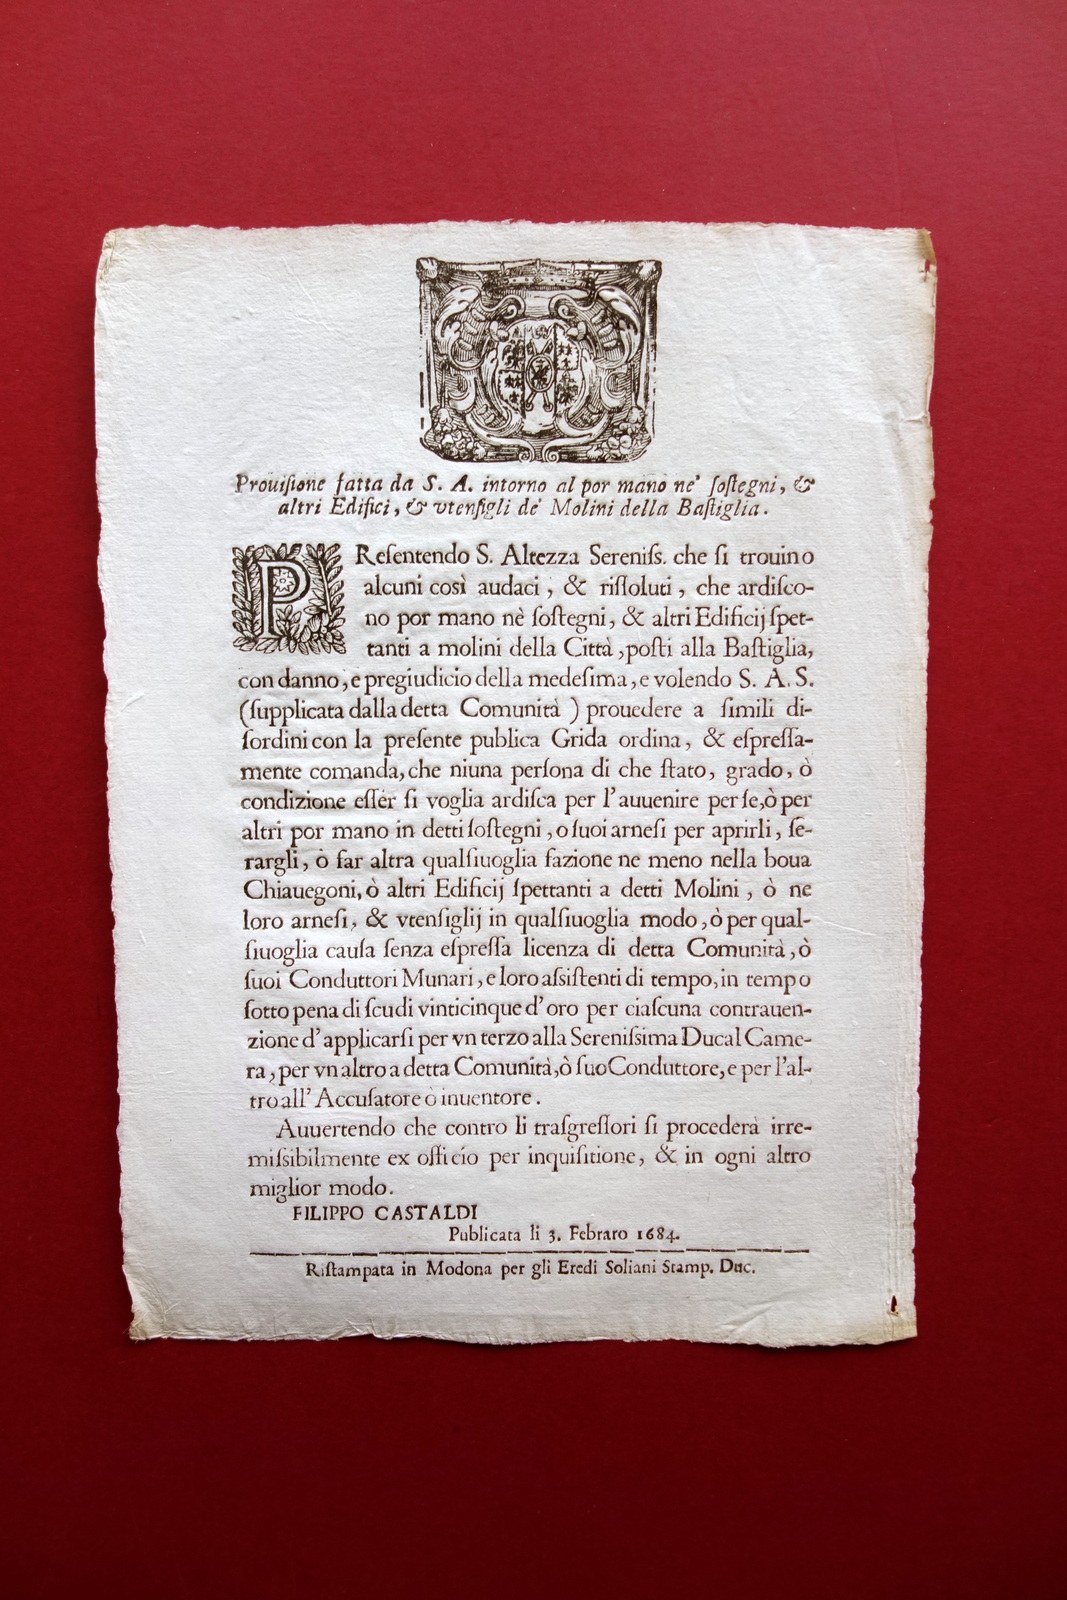 Prouiſione fatta da S. A. intorno al por mano ne' ſoſtegni, &
altri Edifici, & vtenſigli de' Molini della Baſtiglia.
PReſentendo S. Altezza Sereniſs. che ſi trouino
alcuni così audaci, & riſſoluti, che ardiſco-
no por mano nè ſoſtegni, & altri Edificij ſpet-
tanti a molini della Città, poſti alla Baſtiglia,
con danno, e pregiudicio della medeſima, e volendo S. A. S.
(ſupplicata dalla detta Comunità ) prouedere a ſimili di-
ſordini con la preſente publica Grida ordina, & eſpreſſa-
mente comanda, che niuna perſona di che ſtato, grado, ò
condizione eſſer ſi voglia ardiſca per l'auuenire per ſe, ò per
altri por mano in detti ſoſtegni, o ſuoi arneſi per aprirli, ſe-
rargli, ò far altra qualſiuoglia fazione ne meno nella boua
Chiauegoni, ò altri Edificij ſpettanti a detti Molini, ò ne
loro arneſi, & vtenſiglij in qualſiuoglia modo, ò per qual-
ſiuoglia cauſa ſenza eſpreſſa licenza di detta Comunità, ò
ſuoi Conduttori Munari, e loro aſsiſtenti di tempo, in tempo
ſotto pena di ſcudi vinticinque d'oro per ciaſcuna contrauen-
zione d'applicarſi per vn terzo alla Sereniſsima Ducal Came-
ra, per vn altro a detta Comunità, ò ſuo Conduttore, e per l'al-
tro all' Accuſatore ò inuentore.
Auuertendo che contro li traſgreſſori ſi procederà irre-
miſsibilmente ex officio per inquiſitione, & in ogni altro
miglior modo.
FILIPPO CASTALDI
Publicata li 3. Febraro 1684.
Riſtampata in Modona per gli Eredi Soliani Stamp. Duc.